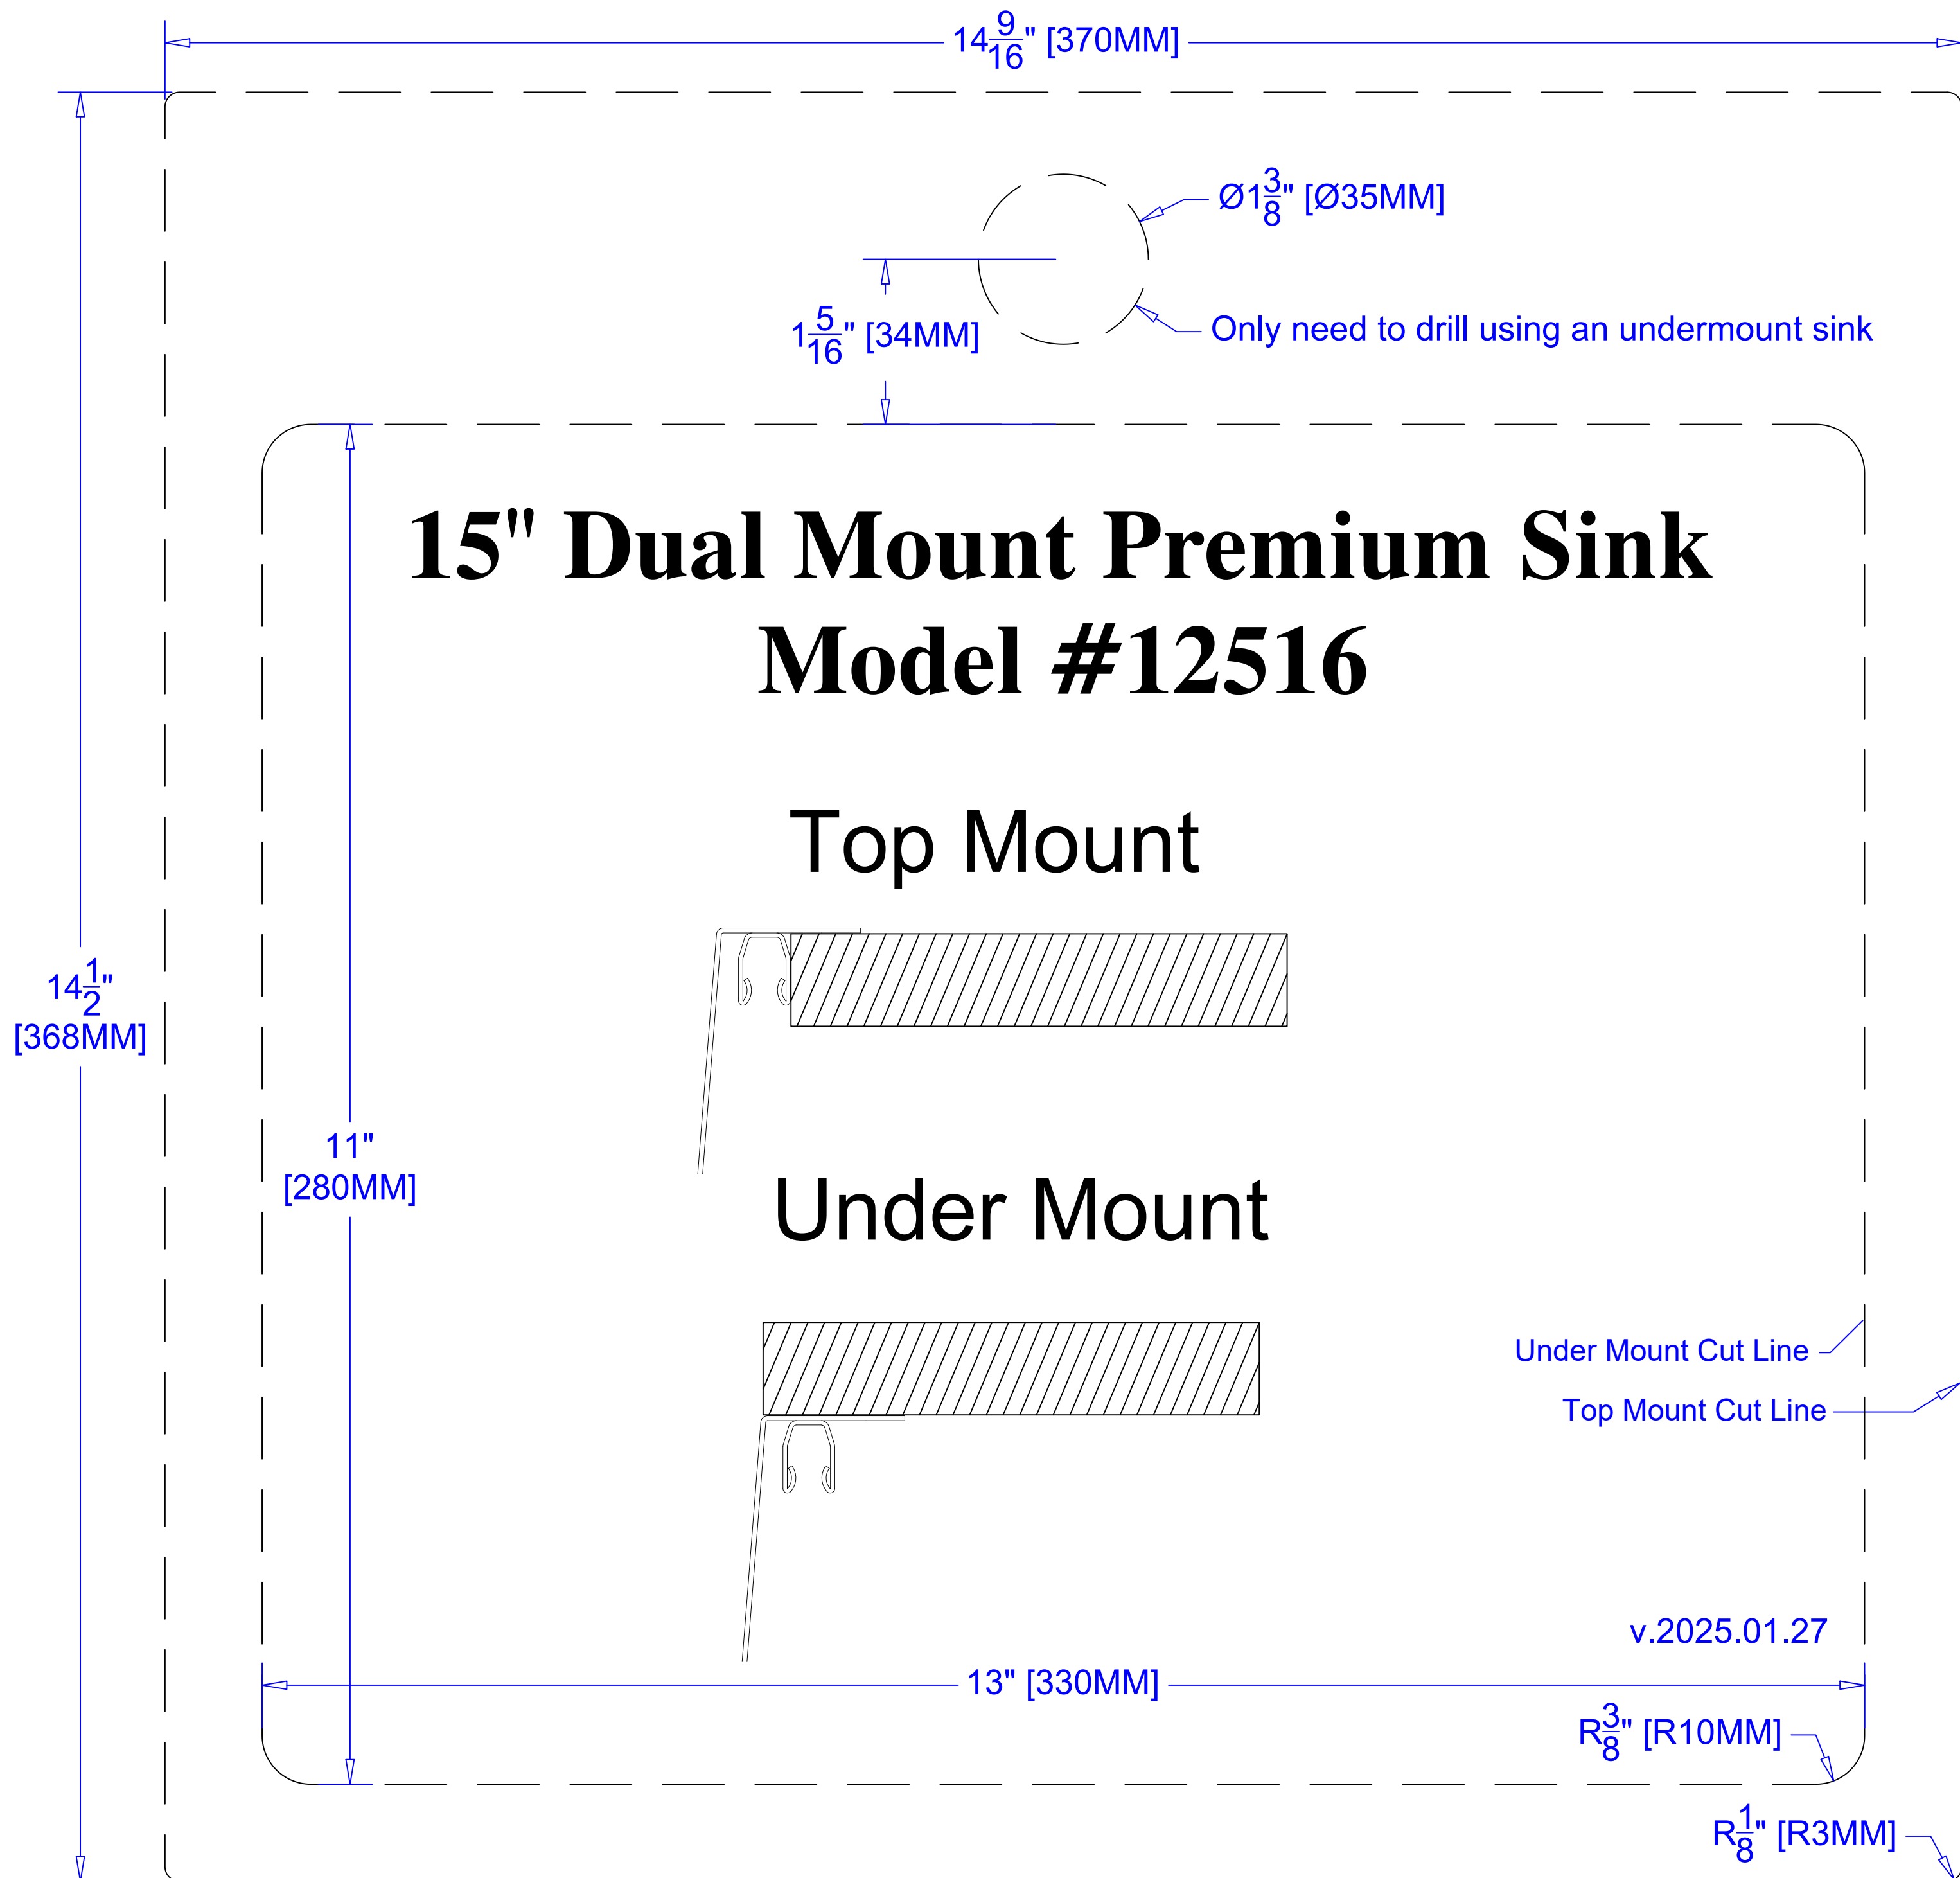 14 9/16" [370MM]
Ø1 3/8" [Ø35MM]
1 5/16" [34MM]
Only need to drill using an undermount sink
15" Dual Mount Premium Sink
Model #12516
Top Mount
14 1/2"
[368MM]
11"
[280MM]
Under Mount
Under Mount Cut Line
Top Mount Cut Line
v.2025.01.27
13" [330MM]
R3/8" [R10MM]
R1/8" [R3MM]